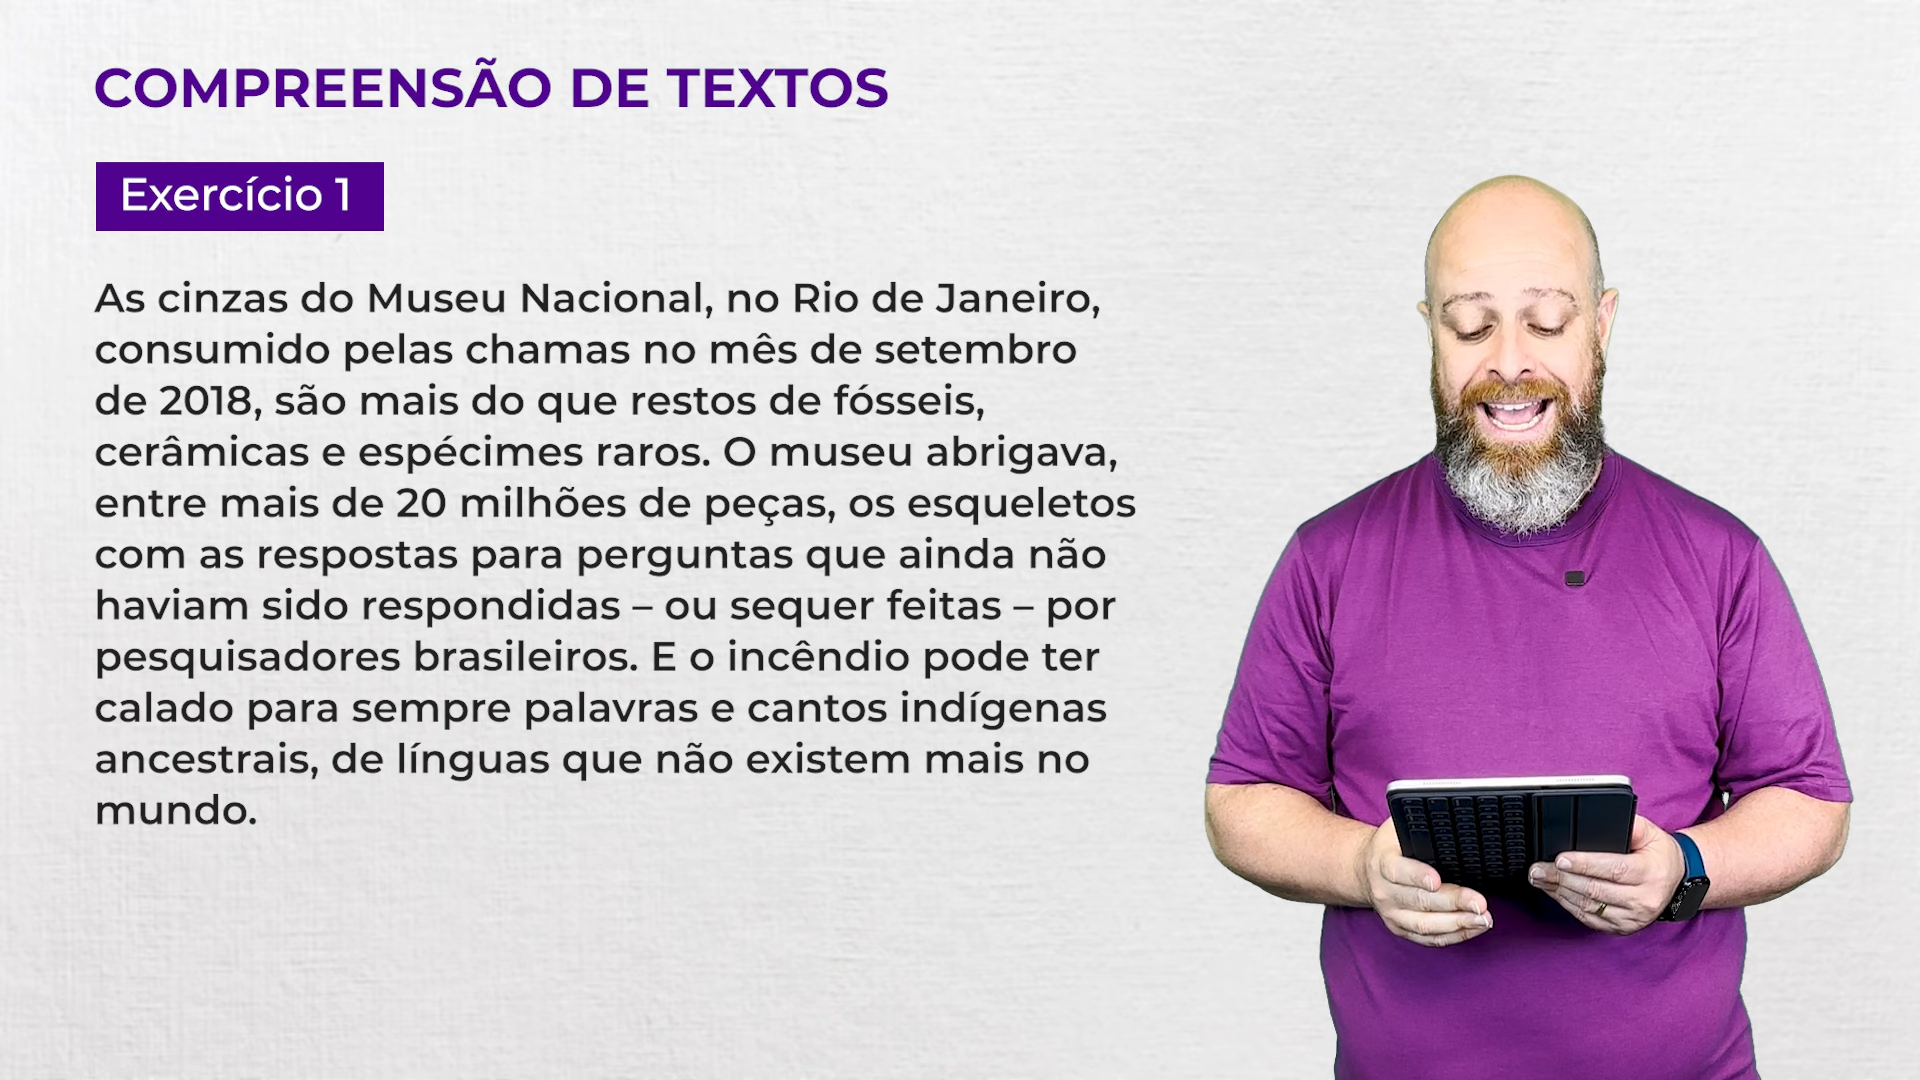 COMPREENSÃO DE TEXTOS
Exercício 1
As cinzas do Museu Nacional, no Rio de Janeiro,
consumido pelas chamas no mês de setembro
de 2018, são mais do que restos de fósseis,
cerâmicas e espécimes raros. O museu abrigava,
entre mais de 20 milhões de peças, os esqueletos
com as respostas para perguntas que ainda não
haviam sido respondidas – ou sequer feitas – por
pesquisadores brasileiros. E o incêndio pode ter
calado para sempre palavras e cantos indígenas
ancestrais, de línguas que não existem mais no
mundo.